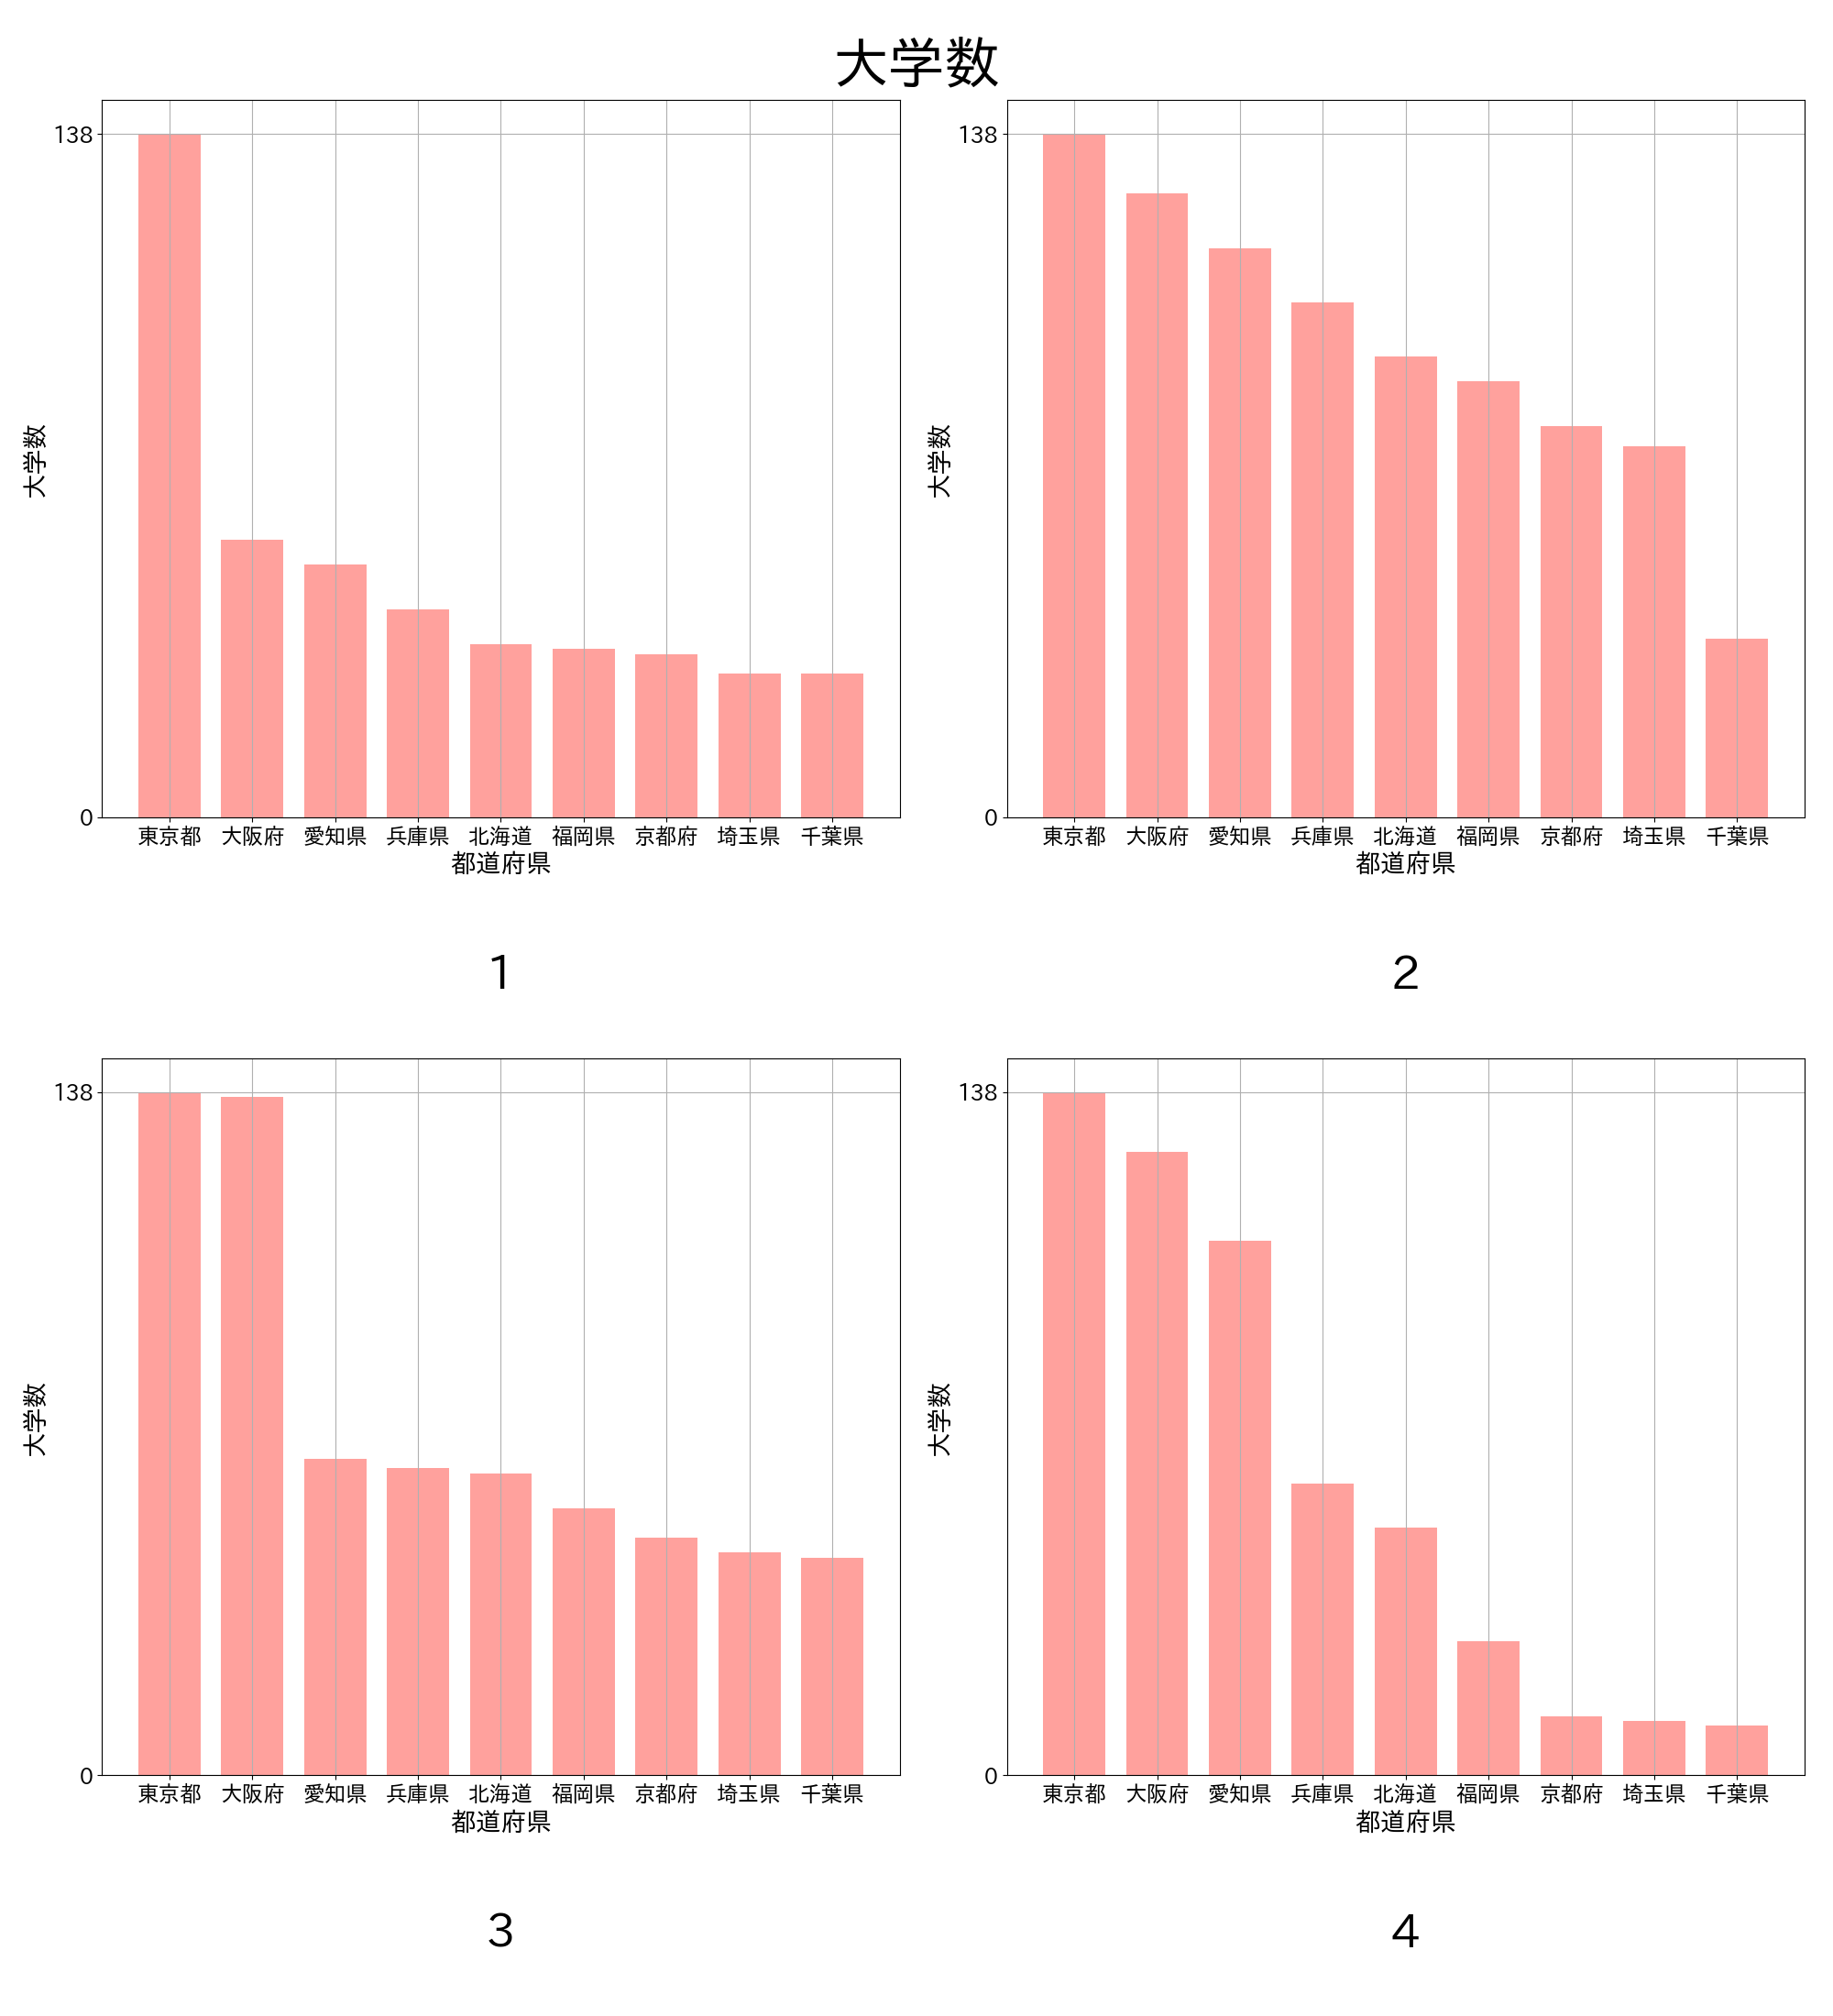 大学数
138
0
大学数
東京都 大阪府 愛知県 兵庫県 北海道 福岡県 京都府 埼玉県 千葉県
都道府県
1
138
0
大学数
東京都 大阪府 愛知県 兵庫県 北海道 福岡県 京都府 埼玉県 千葉県
都道府県
2
138
0
大学数
東京都 大阪府 愛知県 兵庫県 北海道 福岡県 京都府 埼玉県 千葉県
都道府県
3
138
0
大学数
東京都 大阪府 愛知県 兵庫県 北海道 福岡県 京都府 埼玉県 千葉県
都道府県
4